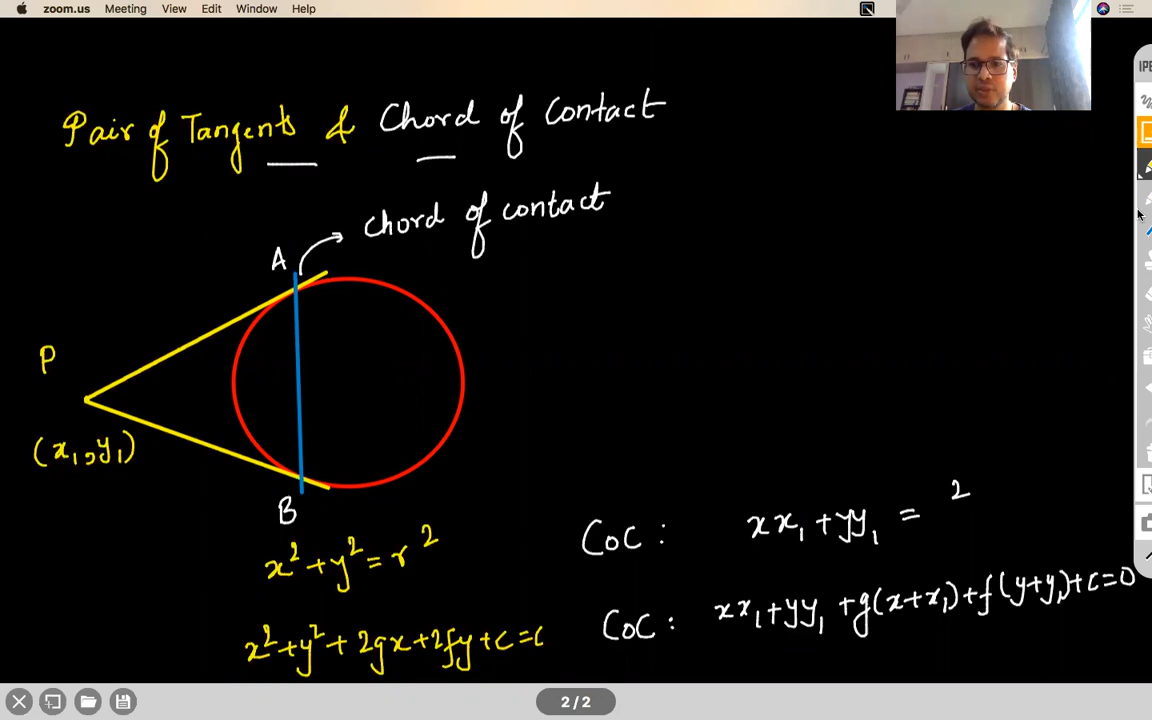 zoom.us Meeting View Edit Window Help
Pair of Tangents & Chord of Contact
chord of contact
A
P
(x₁,y₁)
B
x² + y² = r²
CoC : xx₁ + yy₁ = ²
x² + y² + 2gx + 2fy + c = c
CoC : xx₁ + yy₁ + g(x+x₁) + f(y+y₁) + c = 0
2/2